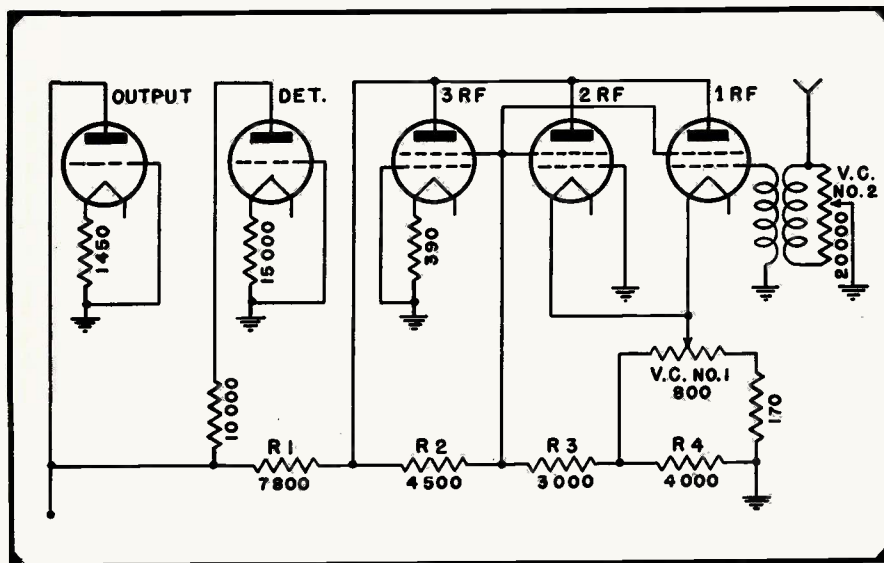 OUTPUT
DET.
3 RF
2 RF
1 RF
V.C.
NO.2
20000
1450
15000
390
V.C. NO.1
800
170
10000
R1
7800
R2
4500
R3
3000
R4
4000